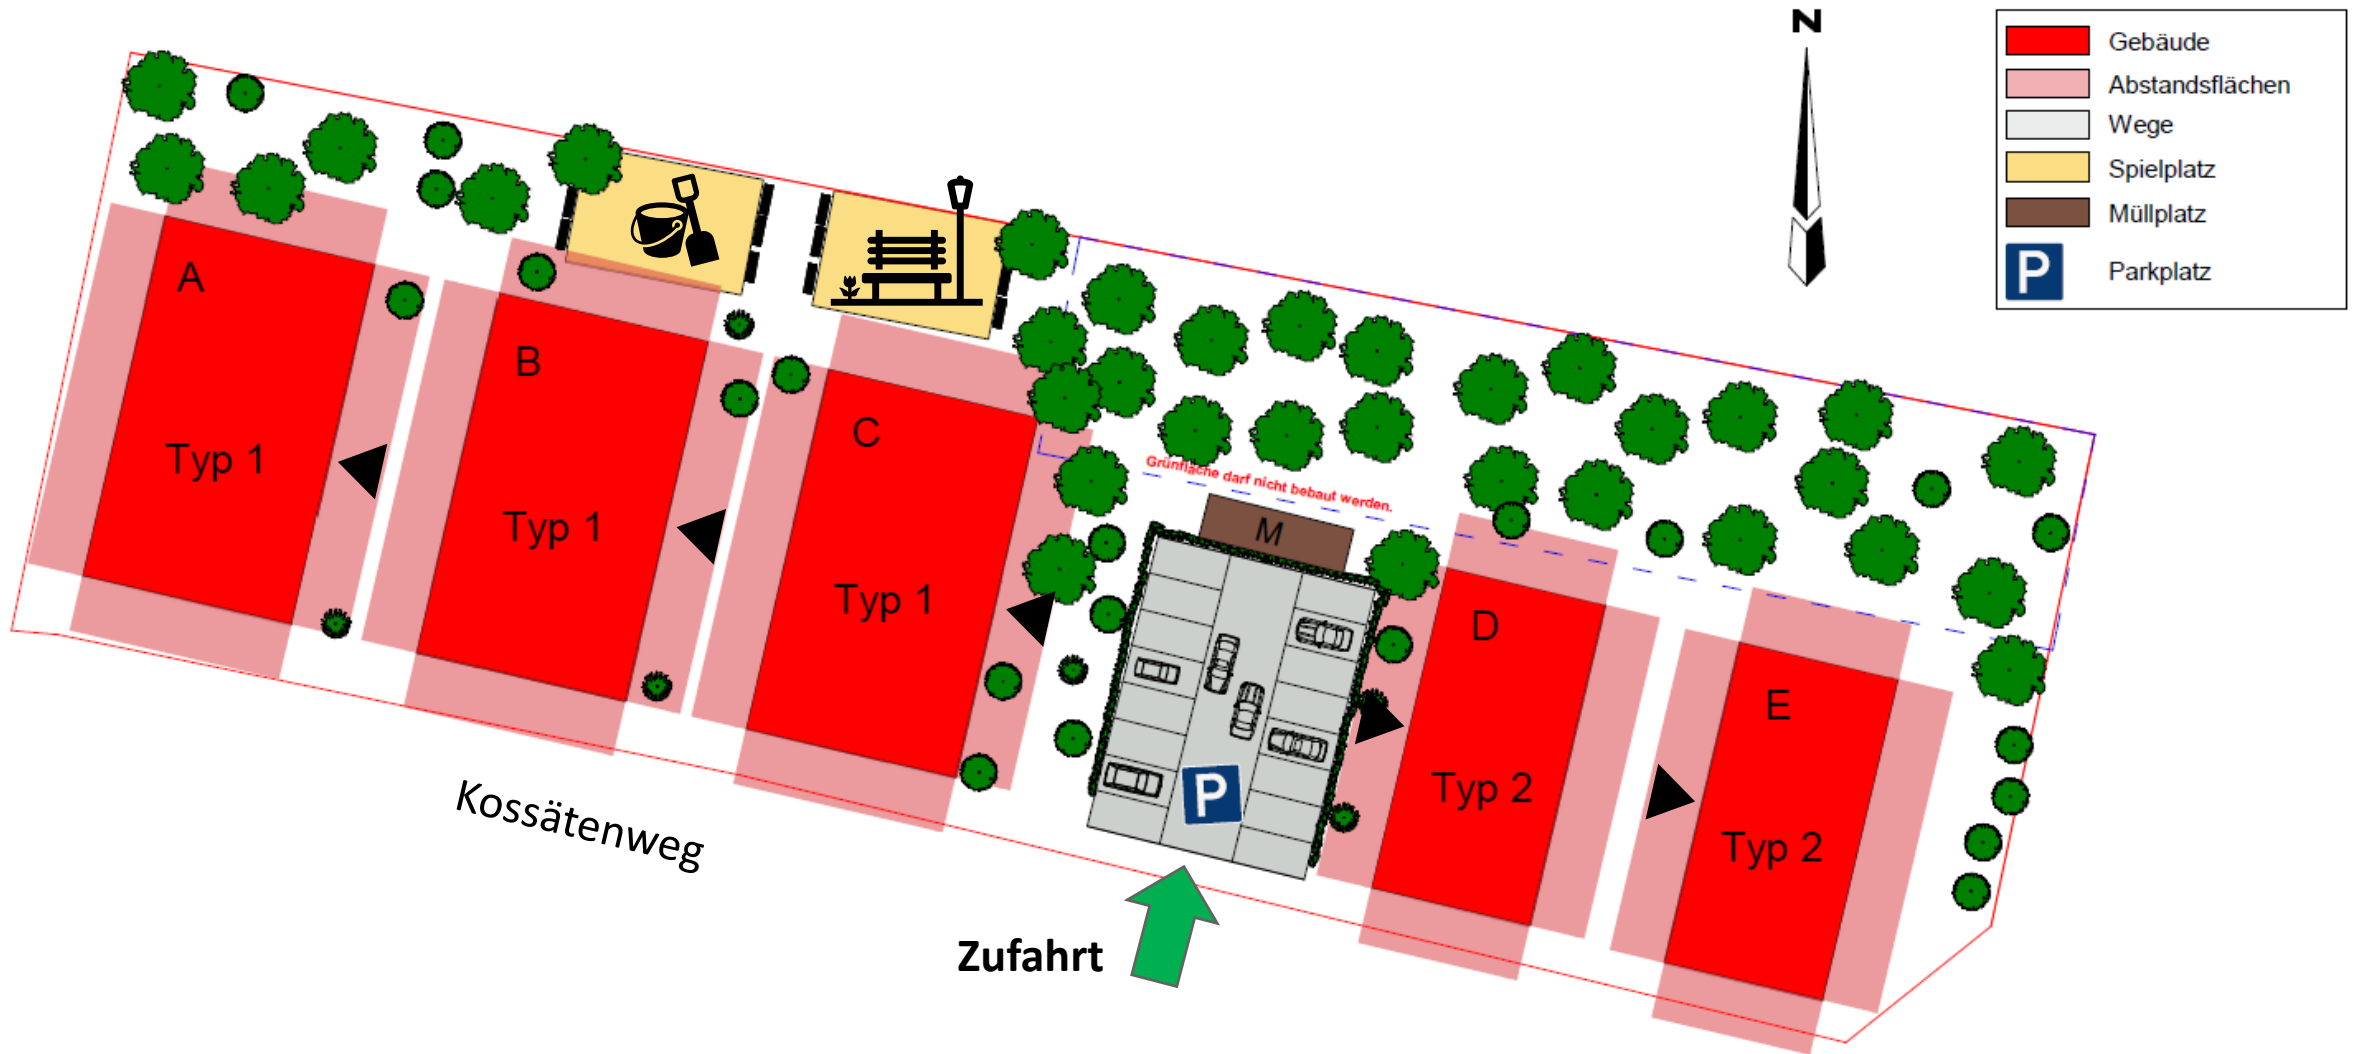 N
Gebäude
Abstandsflächen
Wege
Spielplatz
Müllplatz
P
Parkplatz
A
Typ 1
B
Typ 1
C
Typ 1
Grünfläche darf nicht bebaut werden.
M
D
Typ 2
E
Typ 2
P
Kossätenweg
Zufahrt